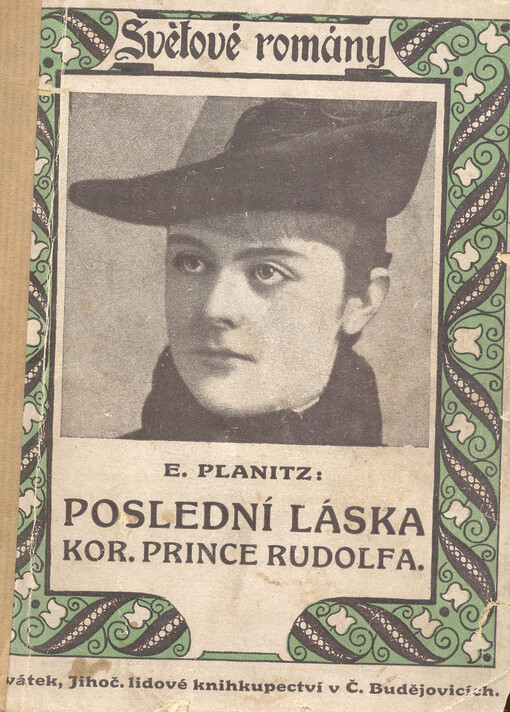 Světové romány
E. PLANITZ:
POSLEDNÍ LÁSKA
KOR. PRINCE RUDOLFA.
vátek, Jihoč. lidové knihkupectví v Č. Budějovicích.